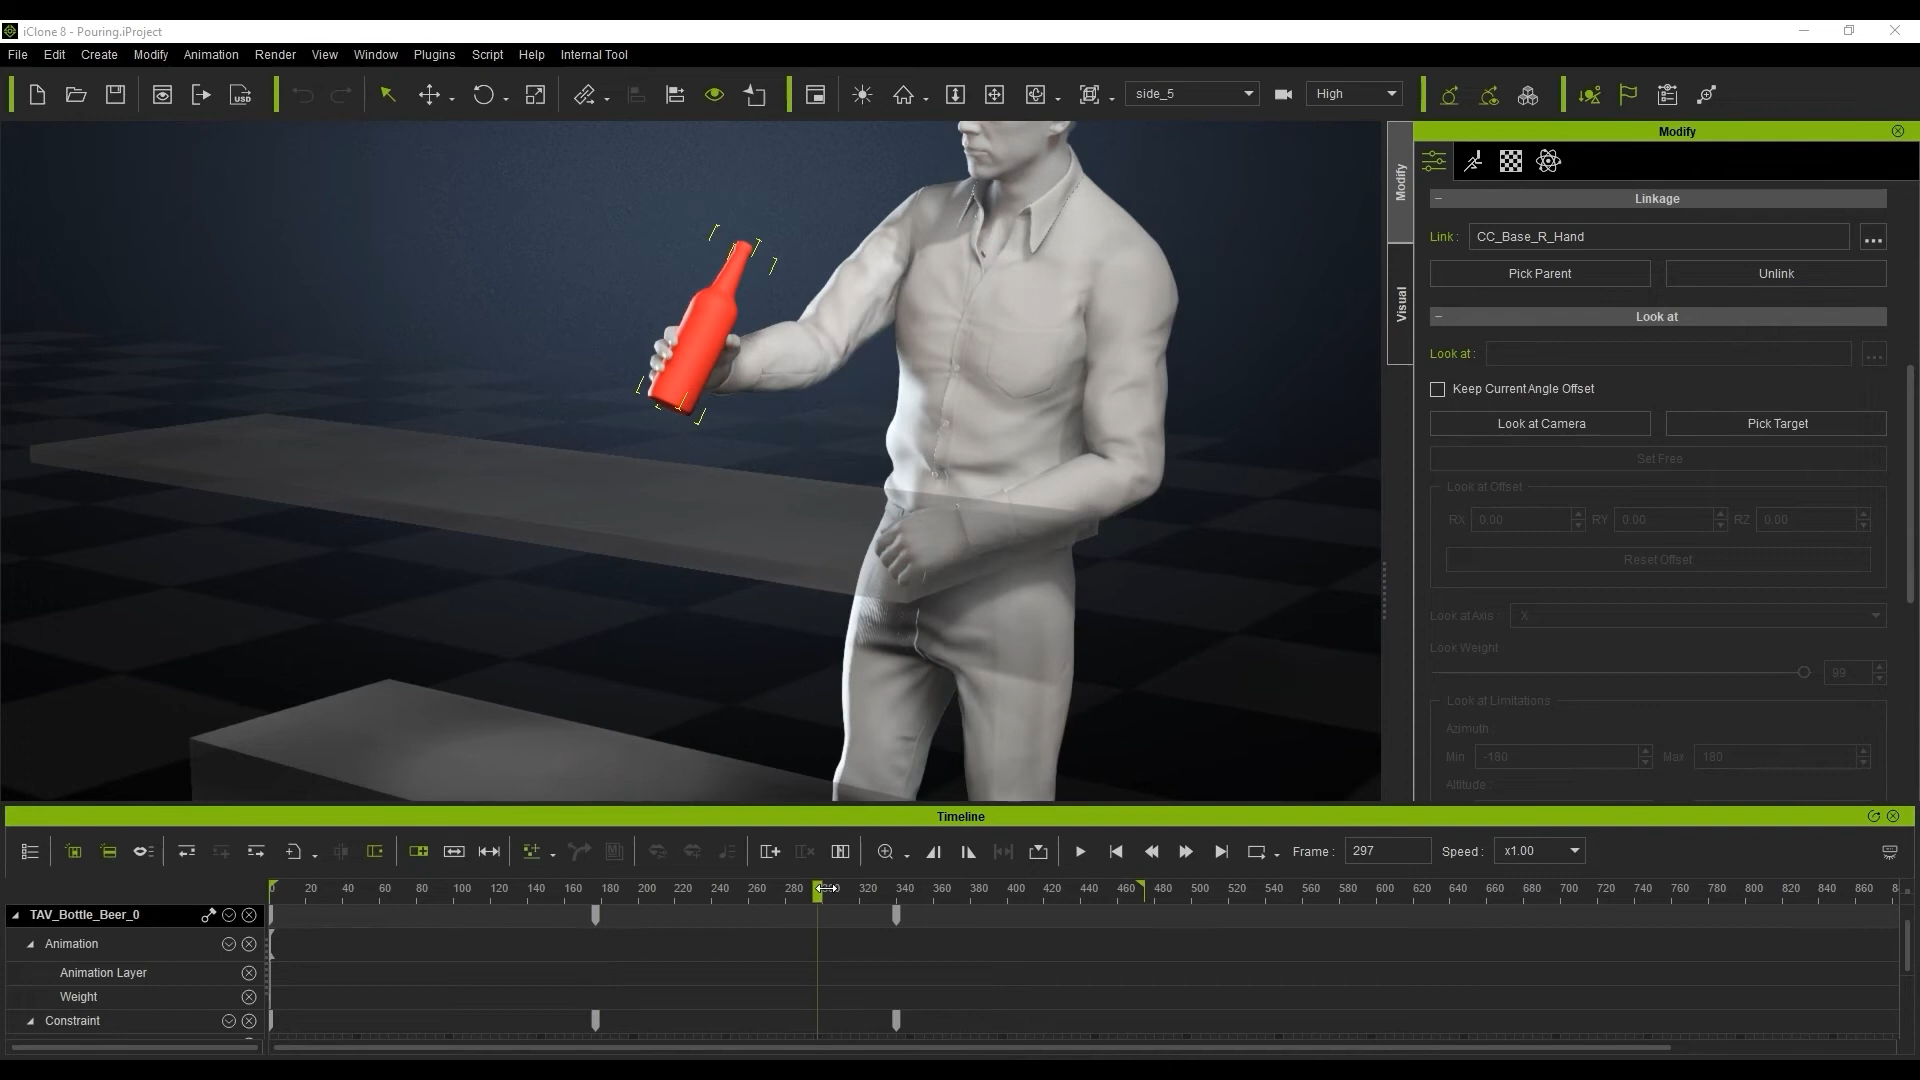 iClone 8 - Pouring.iProject
File Edit Create Modify Animation Render View Window Plugins Script Help Internal Tool
USD side_5 High
Modify
Modify
Visual
Linkage
Link : CC_Base_R_Hand ...
Pick Parent Unlink
Look at
Look at : ...
Keep Current Angle Offset
Look at Camera Pick Target
Set Free
Look at Offset
RX 0.00 RY 0.00 RZ 0.00
Reset Offset
Look at Axis : X
Look Weight
99
Look at Limitations
Azimuth :
Min -180 Max 180
Altitude :
Timeline
Frame : 297 Speed : x1.00
0 20 40 60 80 100 120 140 160 180 200 220 240 260 280 320 340 360 380 400 420 440 460 480 500 520 540 560 580 600 620 640 660 680 700 720 740 760 780 800 820 840 860
TAV_Bottle_Beer_0
Animation
Animation Layer
Weight
Constraint